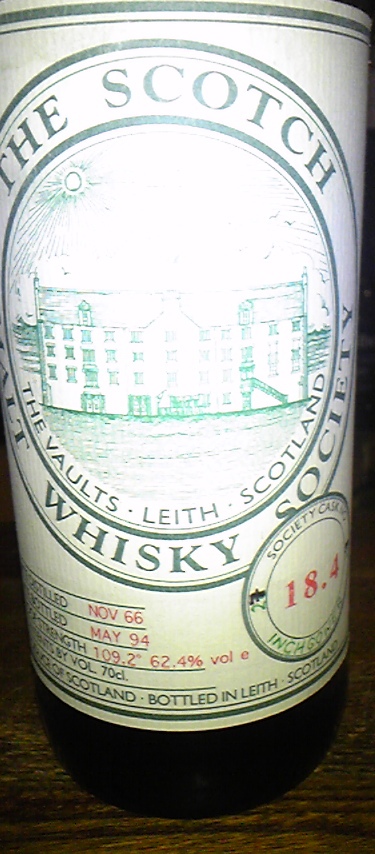 THE SCOTCH
ALT WHISKY SOCIETY
THE VAULTS · LEITH · SCOTLAND
SOCIETY CASK
18.4
INCHGOWER
DISTILLED NOV 66
BOTTLED MAY 94
STRENGTH 109.2° 62.4% vol e
BY VOL. 70cl.
OF SCOTLAND · BOTTLED IN LEITH · SCOTLAND